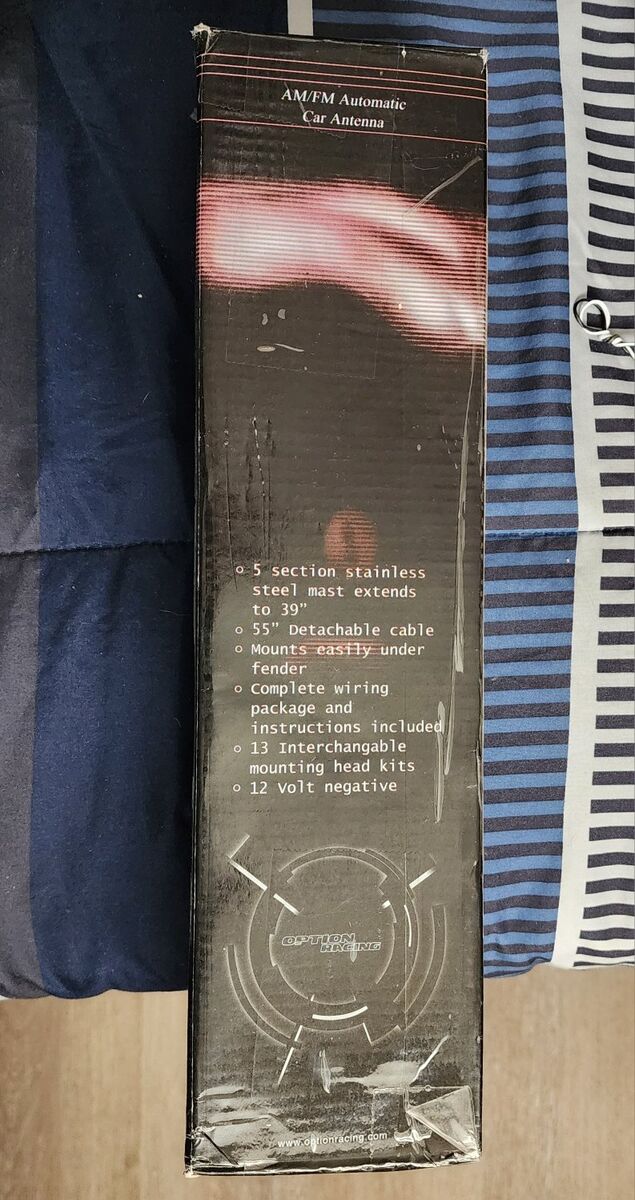 AM/FM Automatic
Car Antenna
○ 5 section stainless
steel mast extends
to 39”
○ 55” Detachable cable
○ Mounts easily under
fender
○ Complete wiring
package and
instructions included
○ 13 Interchangable
mounting head kits
○ 12 Volt negative
OPTION
RACING
www.optionracing.com